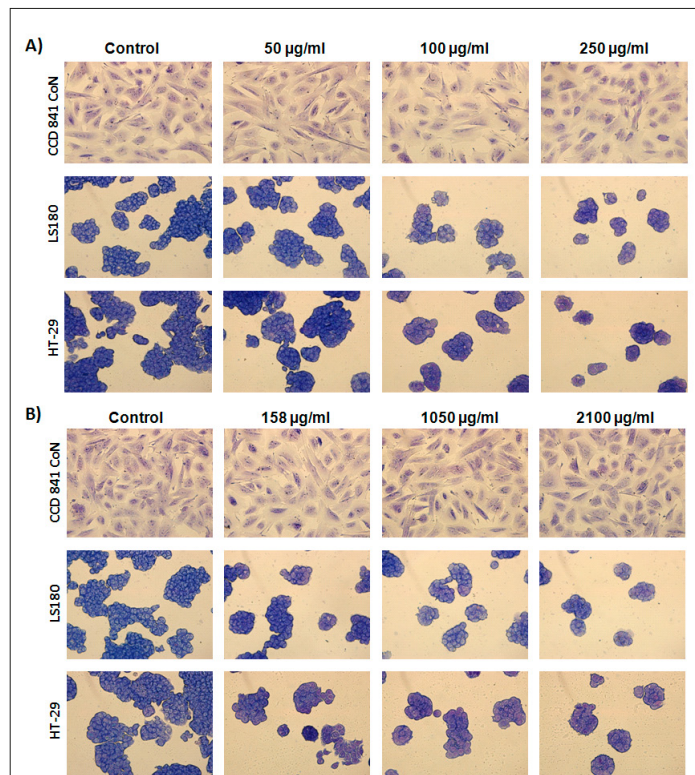 A)
Control 50 µg/ml 100 µg/ml 250 µg/ml
CCD 841 CoN
LS180
HT-29
B)
Control 158 µg/ml 1050 µg/ml 2100 µg/ml
CCD 841 CoN
LS180
HT-29